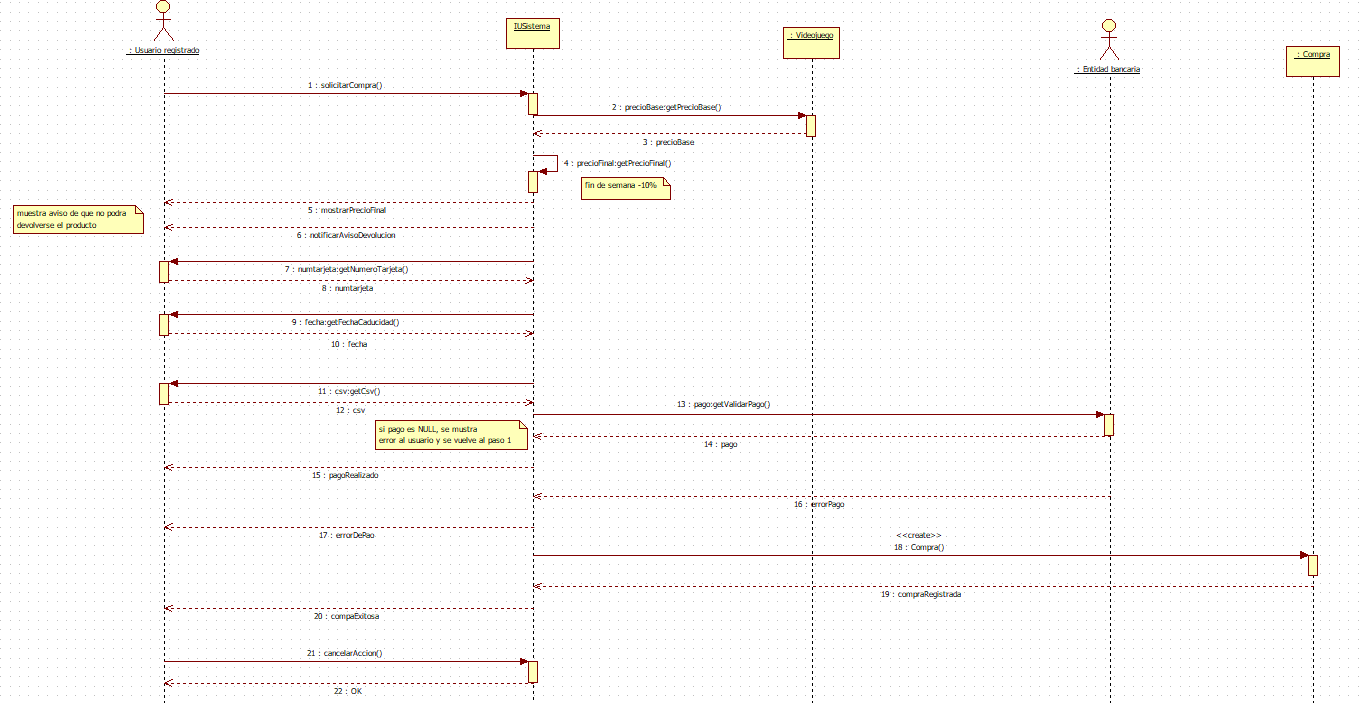 : Usuario registrado
IUSistema
: Videojuego
: Entidad bancaria
: Compra
1 : solicitarCompra()
2 : precioBase:getPrecioBase()
3 : precioBase
4 : precioFinal:getPrecioFinal()
fin de semana -10%
5 : mostrarPrecioFinal
muestra aviso de que no podra
devolverse el producto
6 : notificarAvisoDevolucion
7 : numtarjeta:getNumeroTarjeta()
8 : numtarjeta
9 : fecha:getFechaCaducidad()
10 : fecha
11 : csv:getCsv()
12 : csv
13 : pago:getValidarPago()
si pago es NULL, se mustra
error al usuario y se vuelve al paso 1
14 : pago
15 : pagoRealizado
16 : errorPago
17 : errorDePao
<<create>>
18 : Compra()
19 : compraRegistrada
20 : compaExitosa
21 : cancelarAccion()
22 : OK